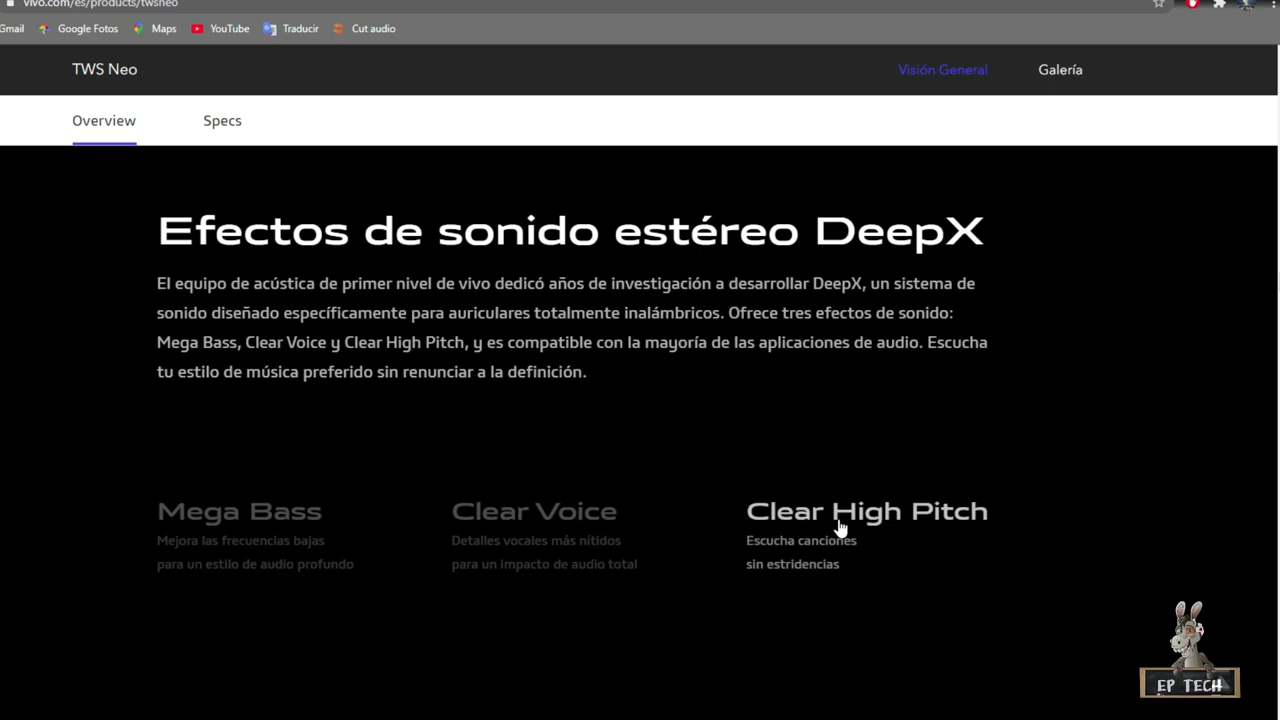 vivo.com/es/products/twsneo
Gmail
Google Fotos
Maps
YouTube
Traducir
Cut audio
TWS Neo
Visión General
Galería
Overview
Specs
Efectos de sonido estéreo DeepX
El equipo de acústica de primer nivel de vivo dedicó años de investigación a desarrollar DeepX, un sistema de
sonido diseñado específicamente para auriculares totalmente inalámbricos. Ofrece tres efectos de sonido:
Mega Bass, Clear Voice y Clear High Pitch, y es compatible con la mayoría de las aplicaciones de audio. Escucha
tu estilo de música preferido sin renunciar a la definición.
Mega Bass
Mejora las frecuencias bajas
para un estilo de audio profundo
Clear Voice
Detalles vocales más nítidos
para un impacto de audio total
Clear High Pitch
Escucha canciones
sin estridencias
EP TECH